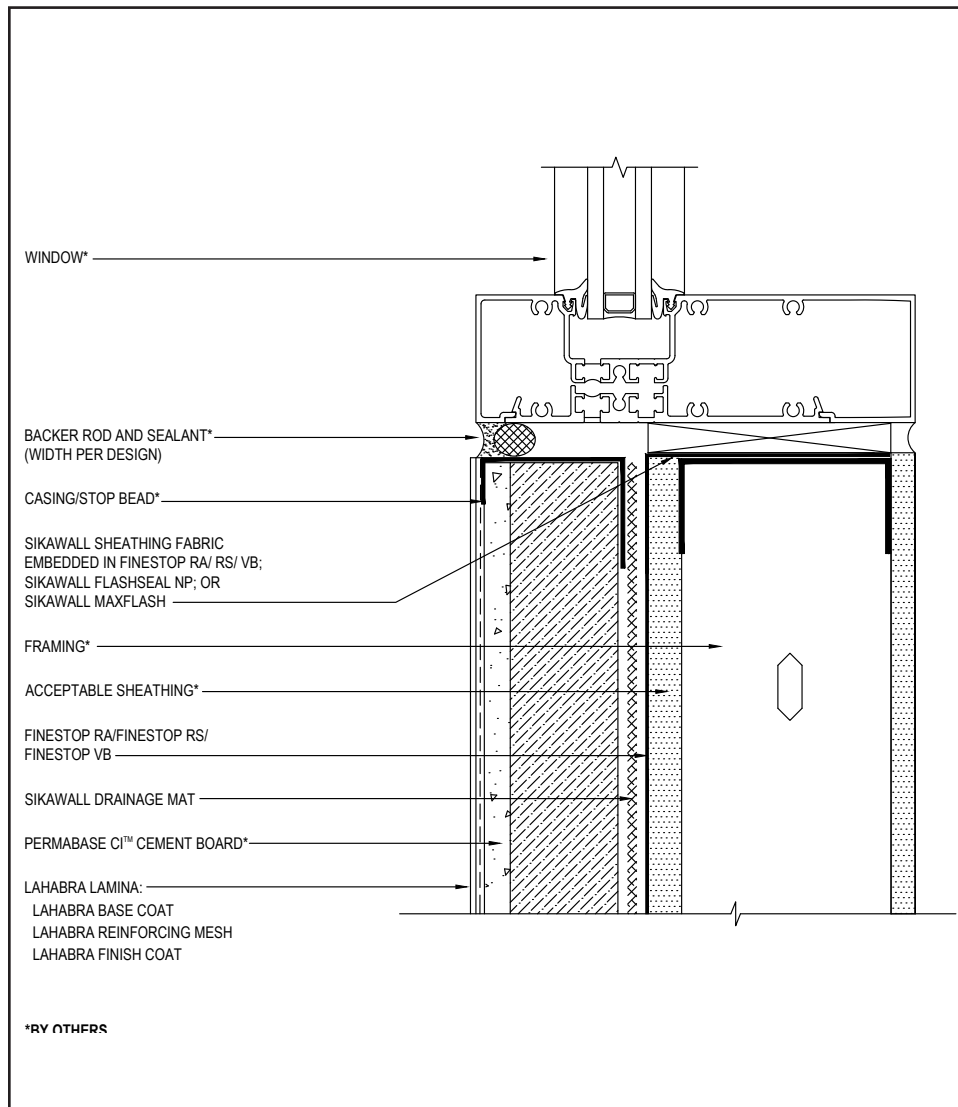 WINDOW*
BACKER ROD AND SEALANT*
(WIDTH PER DESIGN)
CASING/STOP BEAD*
SIKAWALL SHEATHING FABRIC
EMBEDDED IN FINESTOP RA/ RS/ VB;
SIKAWALL FLASHSEAL NP; OR
SIKAWALL MAXFLASH
FRAMING*
ACCEPTABLE SHEATHING*
FINESTOP RA/FINESTOP RS/
FINESTOP VB
SIKAWALL DRAINAGE MAT
PERMABASE CI™ CEMENT BOARD*
LAHABRA LAMINA:
LAHABRA BASE COAT
LAHABRA REINFORCING MESH
LAHABRA FINISH COAT
*BY OTHERS